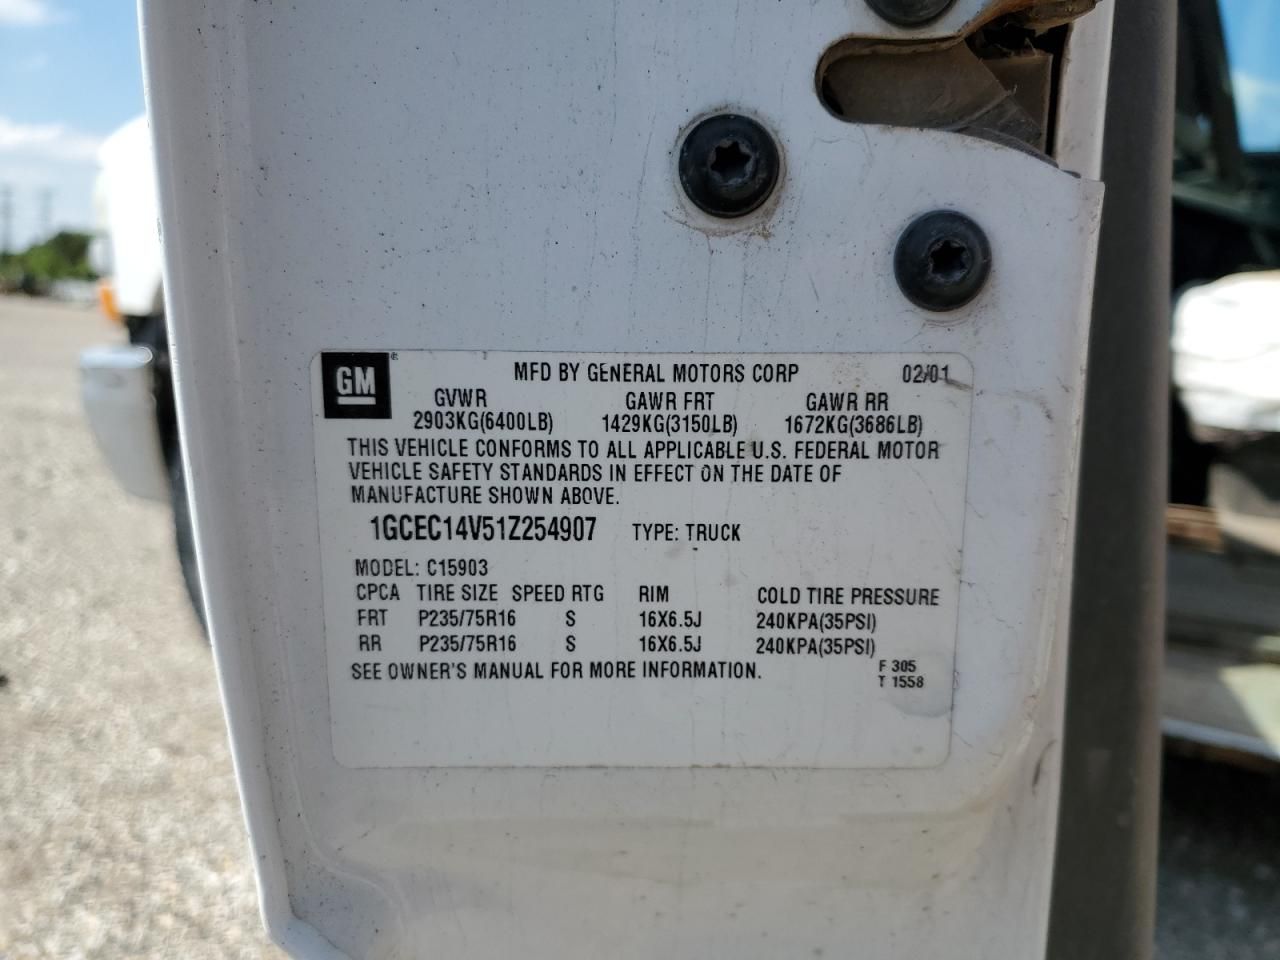 GM MFD BY GENERAL MOTORS CORP 02/01
GVWR GAWR FRT GAWR RR
2903KG(6400LB) 1429KG(3150LB) 1672KG(3686LB)
THIS VEHICLE CONFORMS TO ALL APPLICABLE U.S. FEDERAL MOTOR
VEHICLE SAFETY STANDARDS IN EFFECT ON THE DATE OF
MANUFACTURE SHOWN ABOVE.
1GCEC14V51Z254907 TYPE: TRUCK
MODEL: C15903
CPCA TIRE SIZE SPEED RTG RIM COLD TIRE PRESSURE
FRT P235/75R16 S 16X6.5J 240KPA(35PSI)
RR P235/75R16 S 16X6.5J 240KPA(35PSI)
SEE OWNER'S MANUAL FOR MORE INFORMATION.
F 305
T 1558